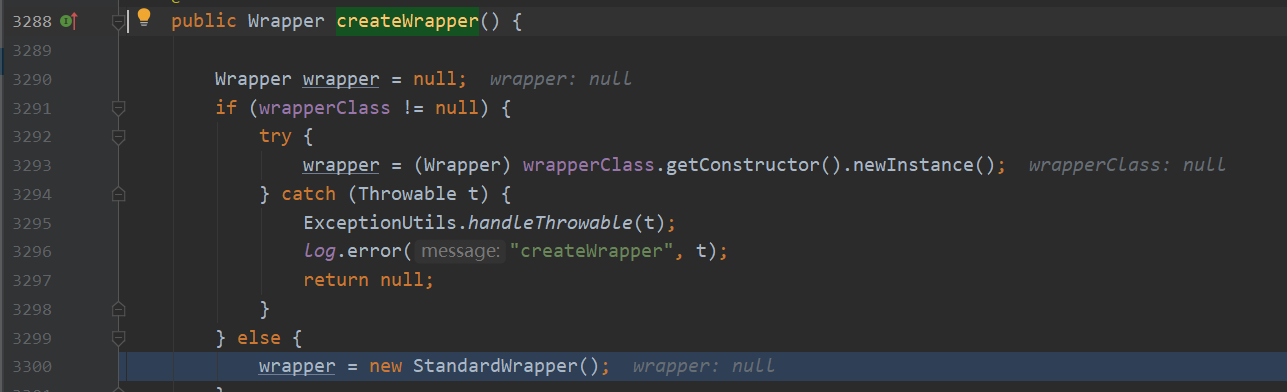 3288 public Wrapper createWrapper() {
3289
3290 Wrapper wrapper = null; wrapper: null
3291 if (wrapperClass != null) {
3292 try {
3293 wrapper = (Wrapper) wrapperClass.getConstructor().newInstance(); wrapperClass: null
3294 } catch (Throwable t) {
3295 ExceptionUtils.handleThrowable(t);
3296 log.error( message: "createWrapper", t);
3297 return null;
3298 }
3299 } else {
3300 wrapper = new StandardWrapper(); wrapper: null